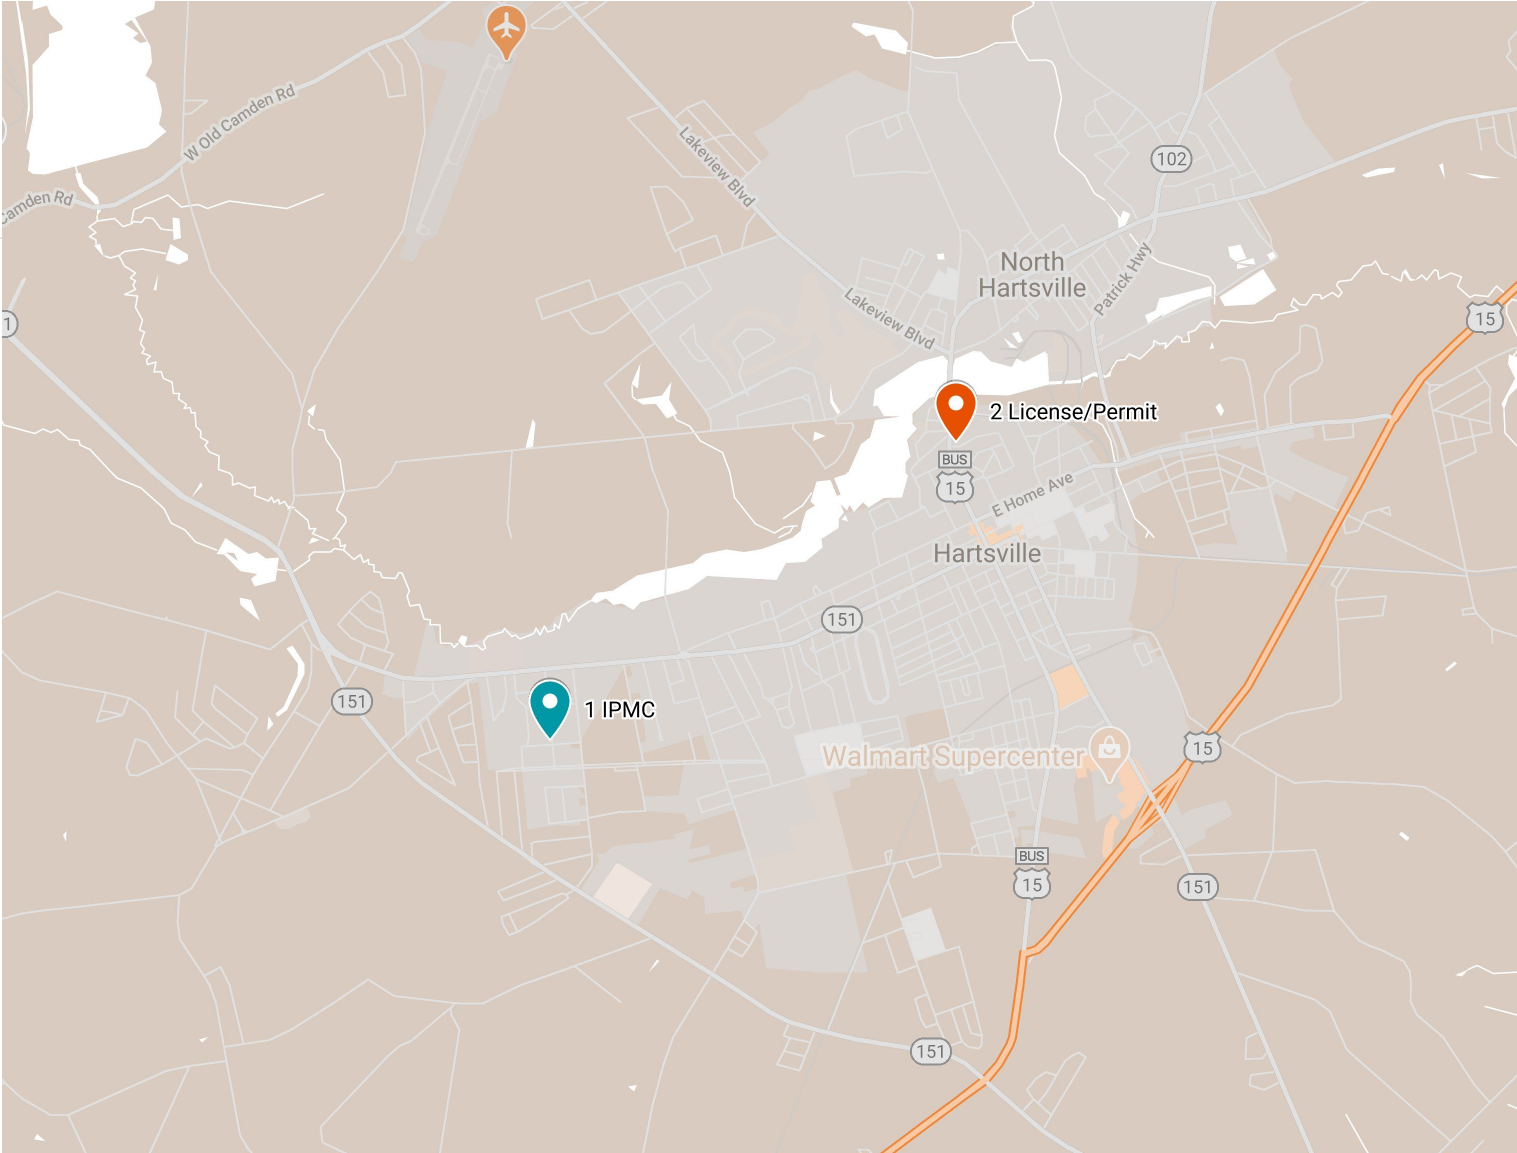 W Old Camden Rd
Camden Rd
Lakeview Blvd
102
North
Hartsville
Patrick Hwy
Lakeview Blvd
1
15
2 License/Permit
BUS
15
E Home Ave
Hartsville
151
151
1 IPMC
Walmart Supercenter
15
BUS
15
151
151